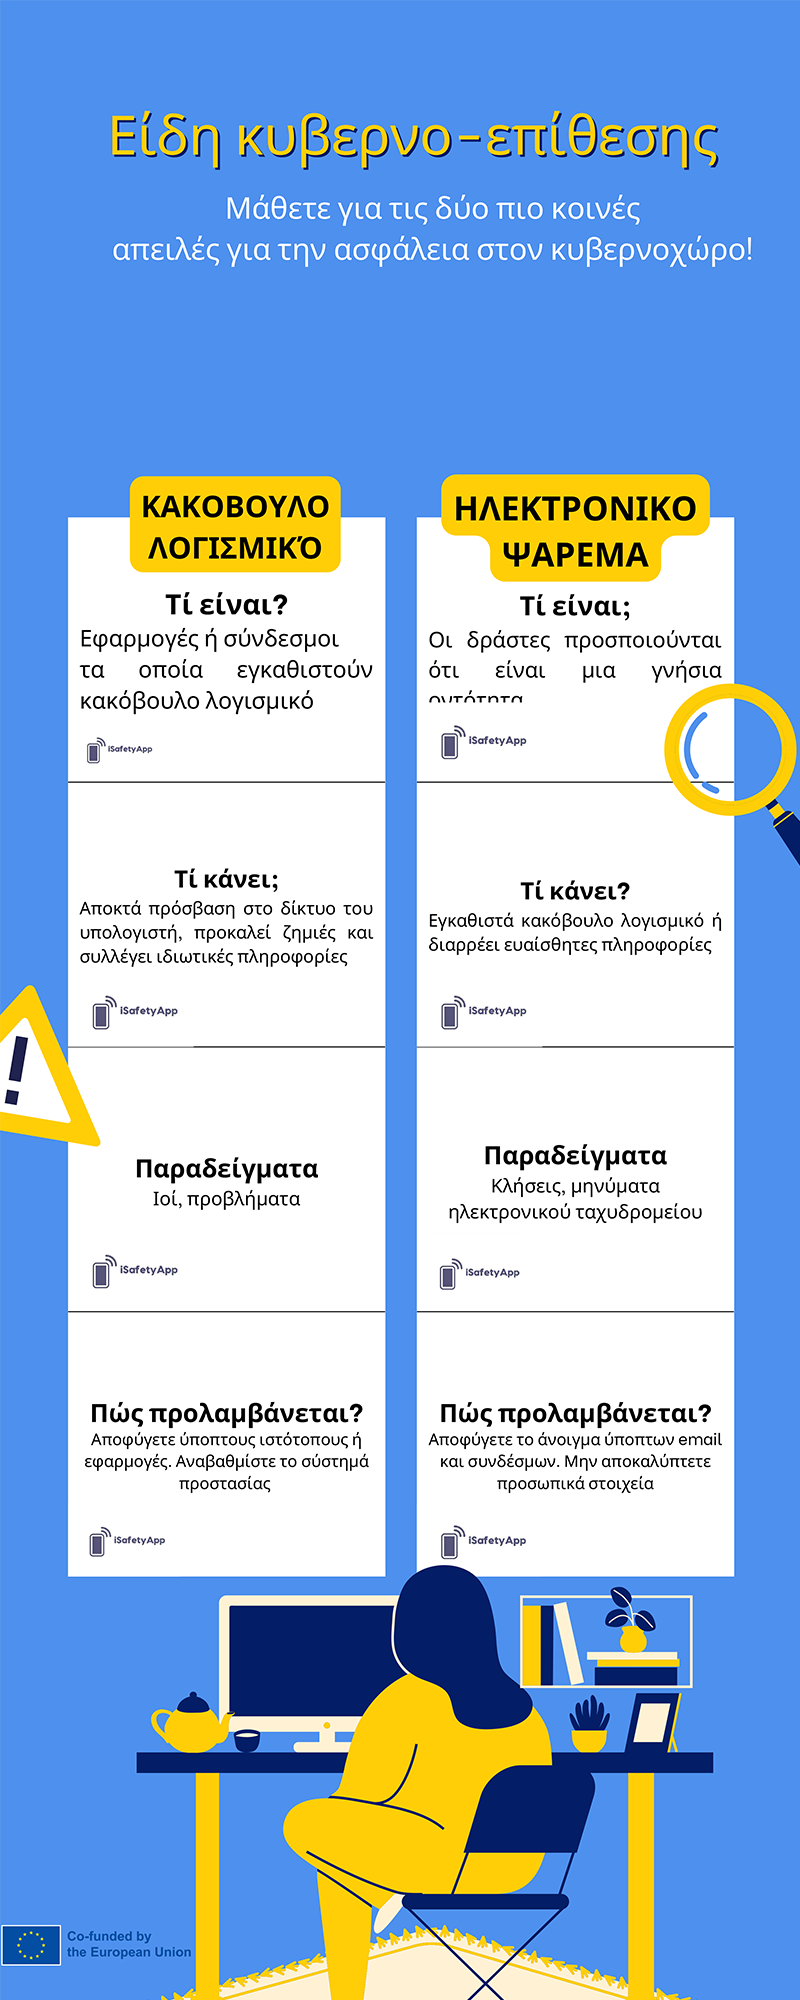 Είδη κυβερνο-επίθεσης
Μάθετε για τις δύο πιο κοινές
απειλές για την ασφάλεια στον κυβερνοχώρο!
ΚΑΚΟΒΟΥΛΟ
ΛΟΓΙΣΜΙΚΌ
Τί είναι?
Εφαρμογές ή σύνδεσμοι
τα οποία εγκαθιστούν
κακόβουλο λογισμικό
iSafetyApp
Τί κάνει;
Αποκτά πρόσβαση στο δίκτυο του
υπολογιστή, προκαλεί ζημιές και
συλλέγει ιδιωτικές πληροφορίες
iSafetyApp
!
Παραδείγματα
Ιοί, προβλήματα
iSafetyApp
Πώς προλαμβάνεται?
Αποφύγετε ύποπτους ιστότοπους ή
εφαρμογές. Αναβαθμίστε το σύστημά
προστασίας
iSafetyApp
ΗΛΕΚΤΡΟΝΙΚΟ
ΨΑΡΕΜΑ
Τί είναι;
Οι δράστες προσποιούνται
ότι είναι μια γνήσια
οντότητα
iSafetyApp
Τί κάνει?
Εγκαθιστά κακόβουλο λογισμικό ή
διαρρέει ευαίσθητες πληροφορίες
iSafetyApp
Παραδείγματα
Κλήσεις, μηνύματα
ηλεκτρονικού ταχυδρομείου
iSafetyApp
Πώς προλαμβάνεται?
Αποφύγετε το άνοιγμα ύποπτων email
και συνδέσμων. Μην αποκαλύπτετε
προσωπικά στοιχεία
iSafetyApp
Co-funded by
the European Union